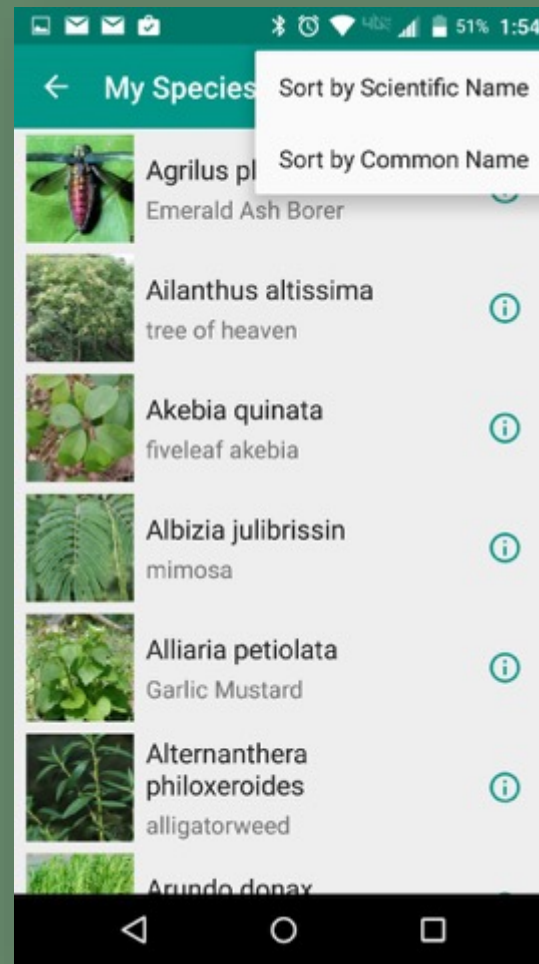 51% 1:54
My Species
Sort by Scientific Name
Sort by Common Name
Agrilus pl
Emerald Ash Borer
Ailanthus altissima
tree of heaven
Akebia quinata
fiveleaf akebia
Albizia julibrissin
mimosa
Alliaria petiolata
Garlic Mustard
Alternanthera
philoxeroides
alligatorweed
Arundo donax